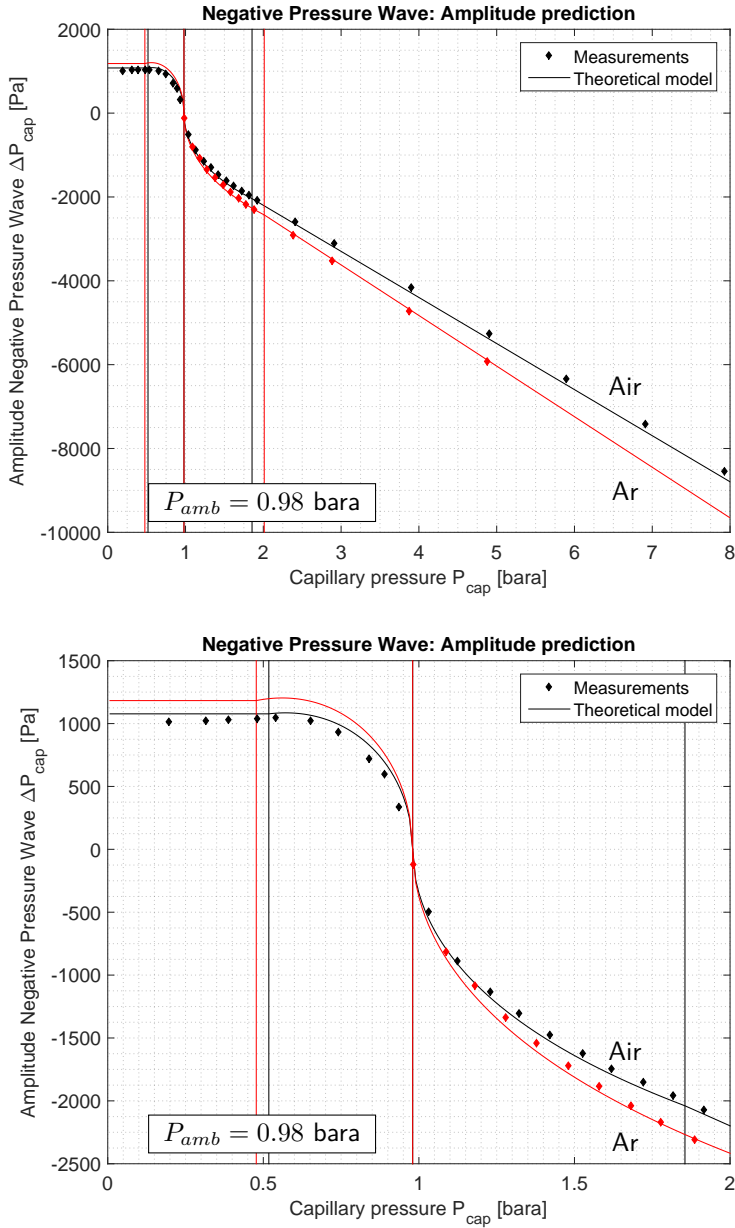 Negative Pressure Wave: Amplitude prediction
2000
0
-2000
-4000
-6000
-8000
-10000
Amplitude Negative Pressure Wave ΔP_cap [Pa]
Measurements
Theoretical model
Air
Ar
P_amb = 0.98 bara
0 1 2 3 4 5 6 7 8
Capillary pressure P_cap [bara]
Negative Pressure Wave: Amplitude prediction
1500
1000
500
0
-500
-1000
-1500
-2000
-2500
Amplitude Negative Pressure Wave ΔP_cap [Pa]
Measurements
Theoretical model
Air
Ar
P_amb = 0.98 bara
0 0.5 1 1.5 2
Capillary pressure P_cap [bara]